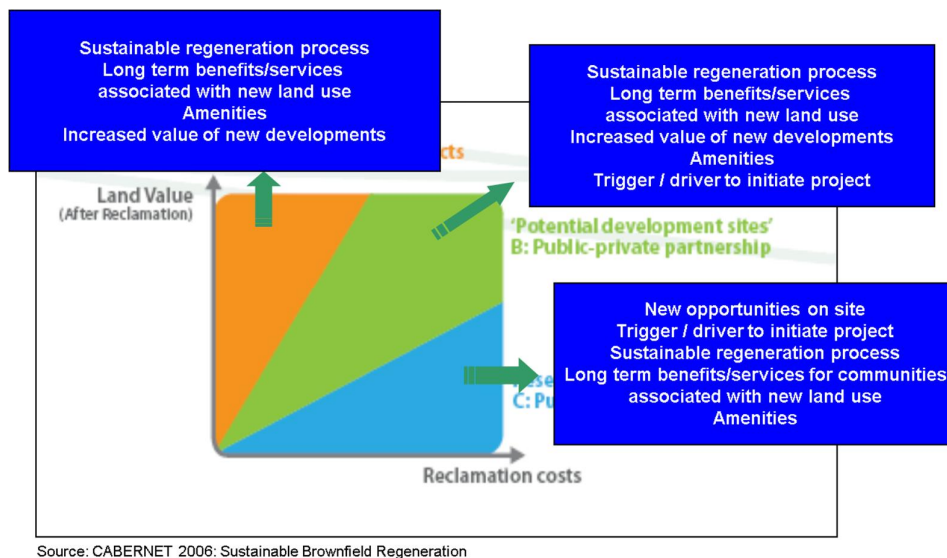 Sustainable regeneration process
Long term benefits/services
associated with new land use
Amenities
Increased value of new developments
Sustainable regeneration process
Long term benefits/services
associated with new land use
Increased value of new developments
Amenities
Trigger / driver to initiate project
Land Value
(After Reclamation)
'Potential development sites'
B: Public-private partnership
New opportunities on site
Trigger / driver to initiate project
Sustainable regeneration process
Long term benefits/services for communities
associated with new land use
Amenities
C:
Reclamation costs
Source: CABERNET 2006: Sustainable Brownfield Regeneration